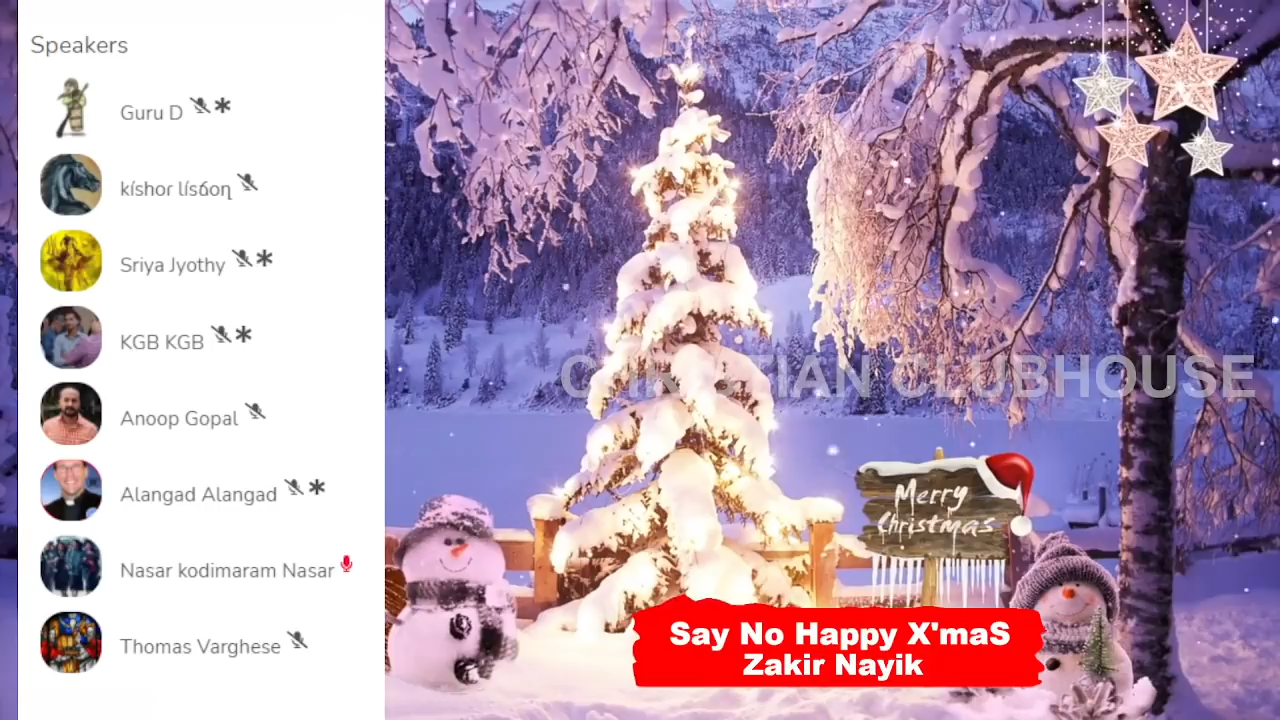 Speakers
Guru D
kíshor lísɓoɳ
Sriya Jyothy
KGB KGB
Anoop Gopal
Alangad Alangad
Nasar kodimaram Nasar
Thomas Varghese
CHRISTIAN CLUBHOUSE
Merry
Christmas
Say No Happy X'maS
Zakir Nayik